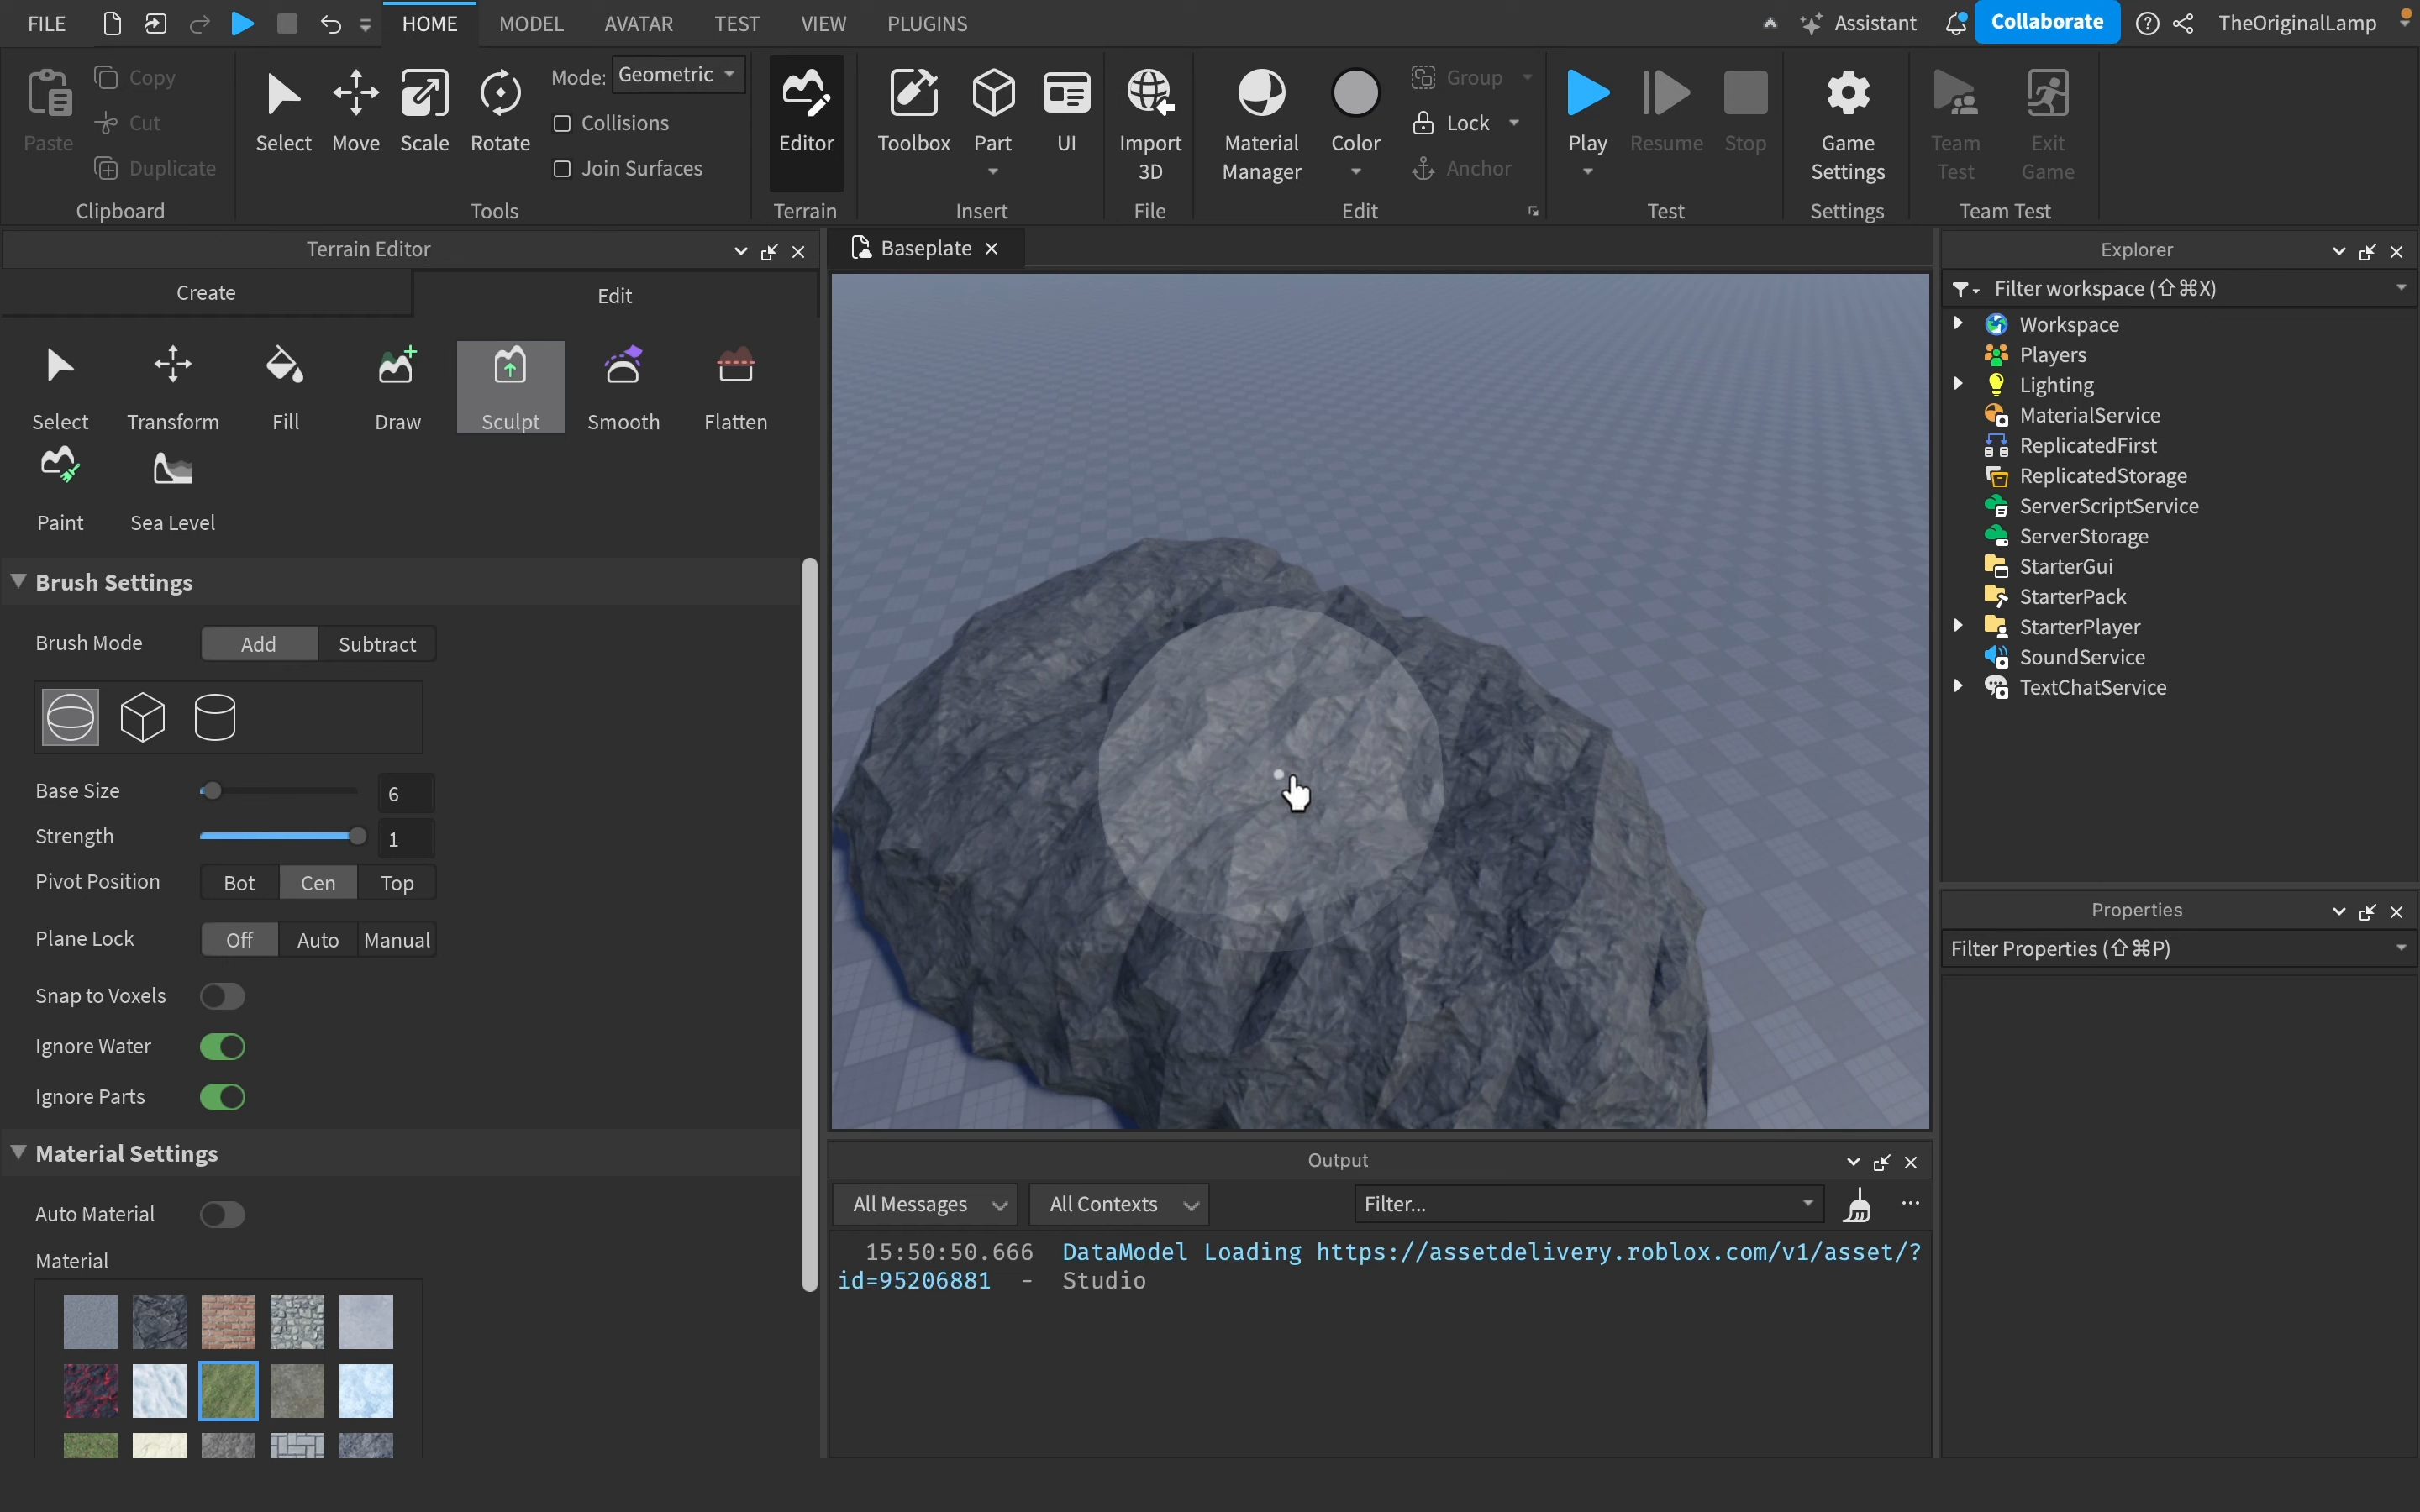 FILE HOME MODEL AVATAR TEST VIEW PLUGINS Assistant Collaborate TheOriginalLamp
Paste Copy Cut Duplicate
Clipboard
Select Move Scale Rotate Mode: Geometric
Collisions
Join Surfaces
Tools
Editor
Terrain
Toolbox Part UI
Insert
Import
3D
File
Material
Manager
Color
Group
Lock
Anchor
Edit
Play Resume Stop
Test
Game
Settings
Settings
Team
Test
Exit
Game
Team Test
Terrain Editor
Create Edit
Select Transform Fill Draw Sculpt Smooth Flatten
Paint Sea Level
Brush Settings
Brush Mode Add Subtract
Base Size 6
Strength 1
Pivot Position Bot Cen Top
Plane Lock Off Auto Manual
Snap to Voxels
Ignore Water
Ignore Parts
Material Settings
Auto Material
Material
Baseplate
Output
All Messages All Contexts Filter...
15:50:50.666 DataModel Loading https://assetdelivery.roblox.com/v1/asset/?
id=95206881 - Studio
Explorer
Filter workspace (⇧⌘X)
Workspace
Players
Lighting
MaterialService
ReplicatedFirst
ReplicatedStorage
ServerScriptService
ServerStorage
StarterGui
StarterPack
StarterPlayer
SoundService
TextChatService
Properties
Filter Properties (⇧⌘P)